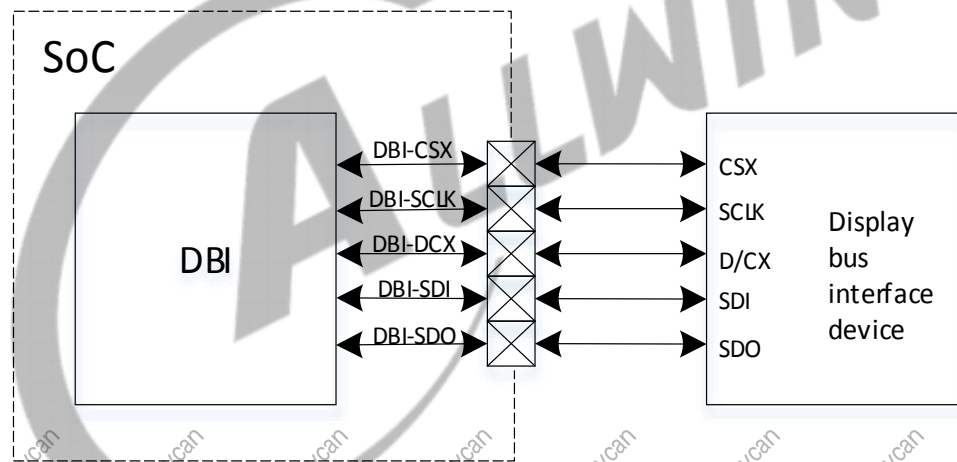 ALLWIN
SoC
DBI
DBI-CSX
DBI-SCLK
DBI-DCX
DBI-SDI
DBI-SDO
CSX
SCLK
D/CX
SDI
SDO
Display
bus
interface
device